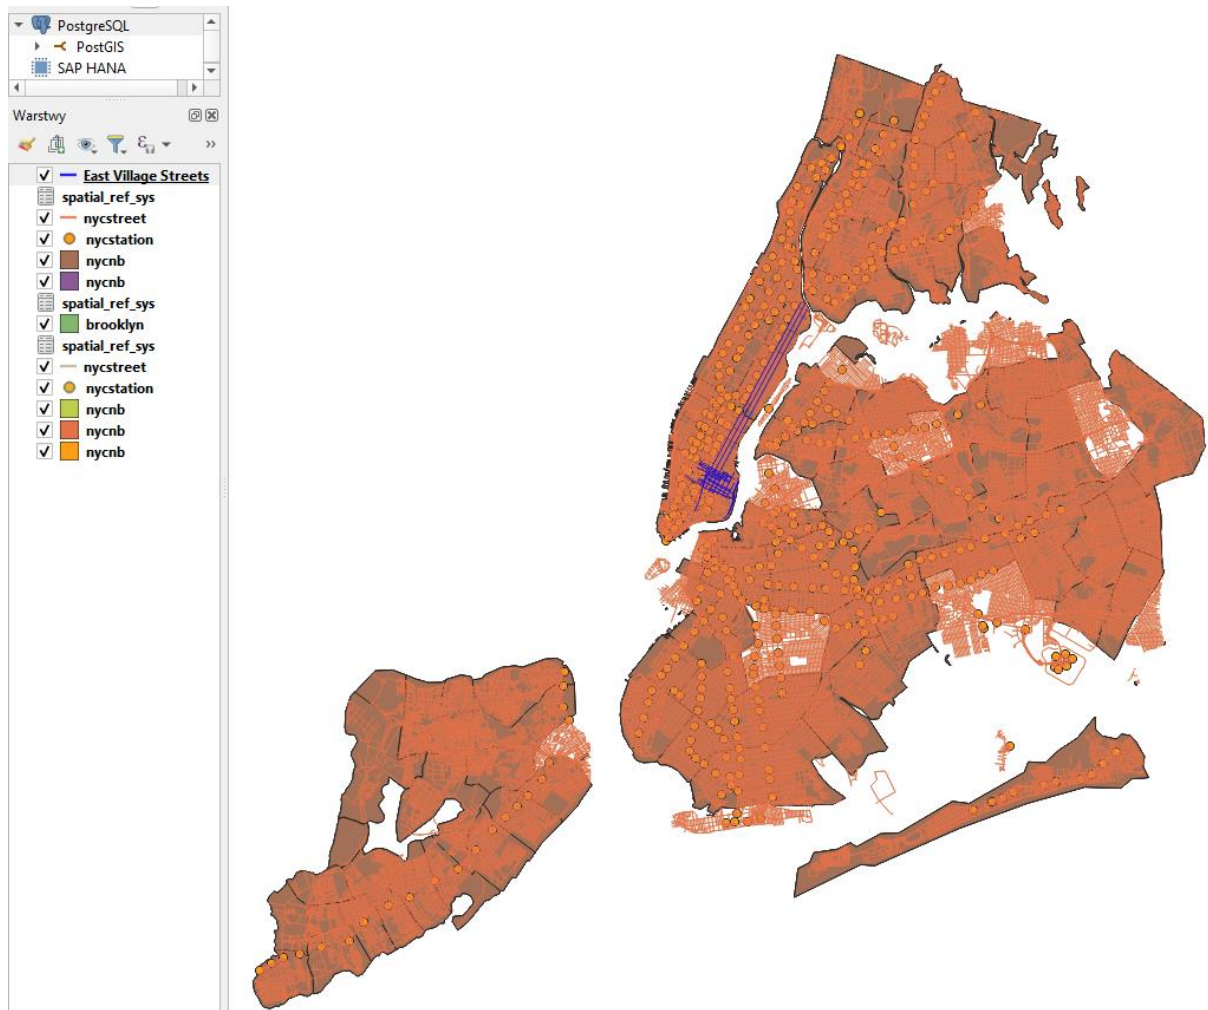 PostgreSQL
PostGIS
SAP HANA
Warstwy
East Village Streets
spatial_ref_sys
nycstreet
nycstation
nycnb
nycnb
spatial_ref_sys
brooklyn
spatial_ref_sys
nycstreet
nycstation
nycnb
nycnb
nycnb